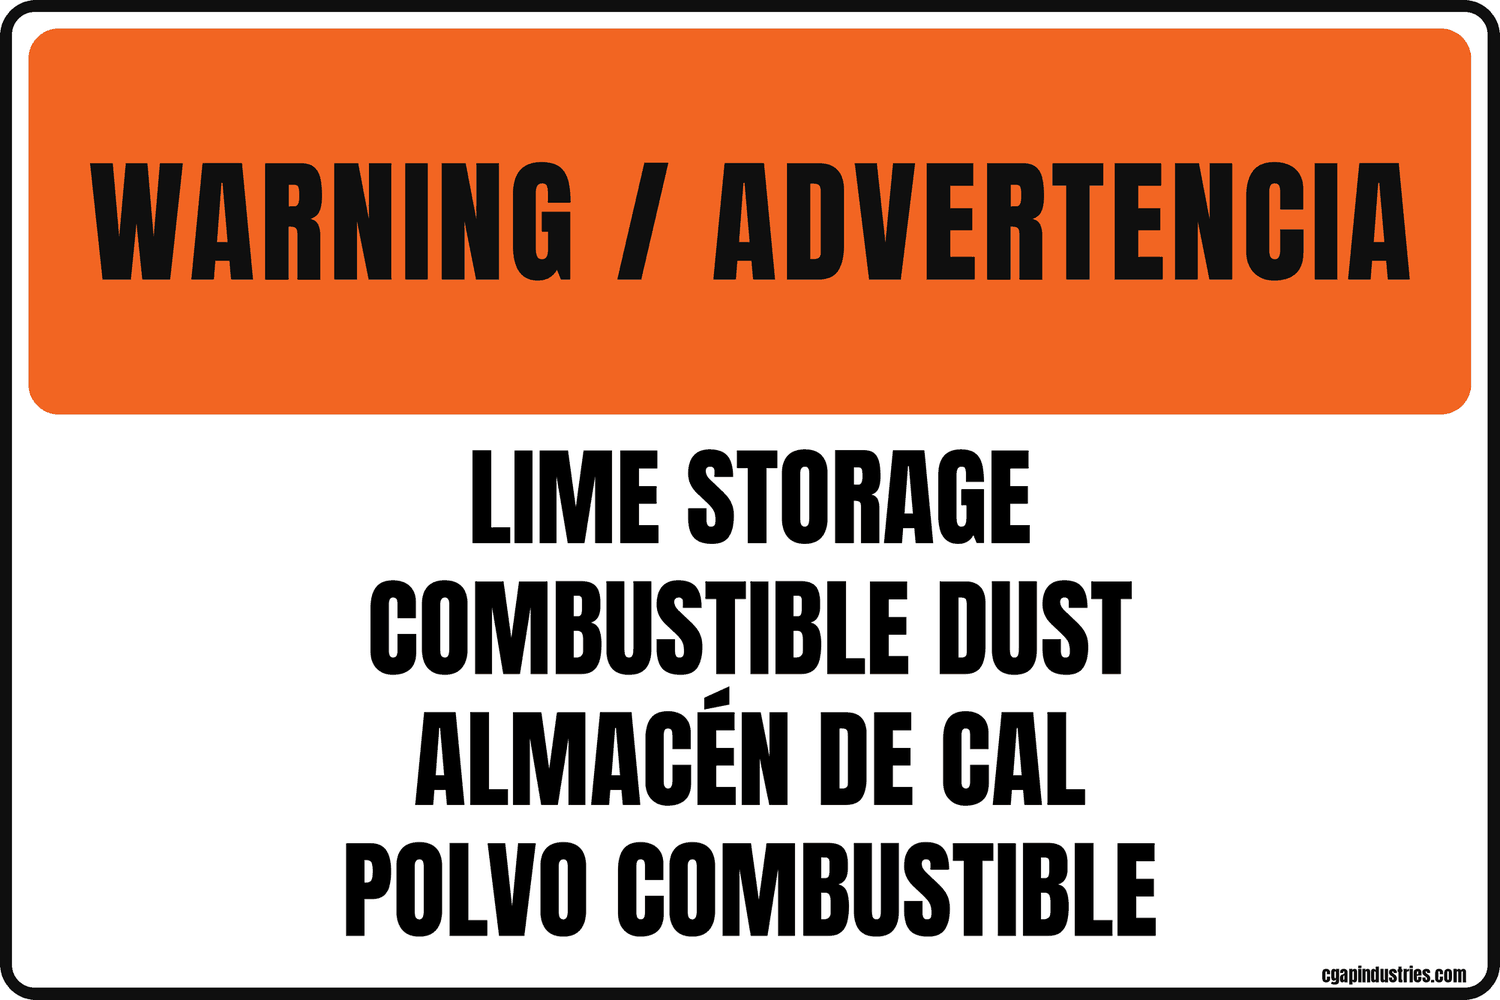 WARNING / ADVERTENCIA
LIME STORAGE
COMBUSTIBLE DUST
ALMACÉN DE CAL
POLVO COMBUSTIBLE
cgapindustries.com